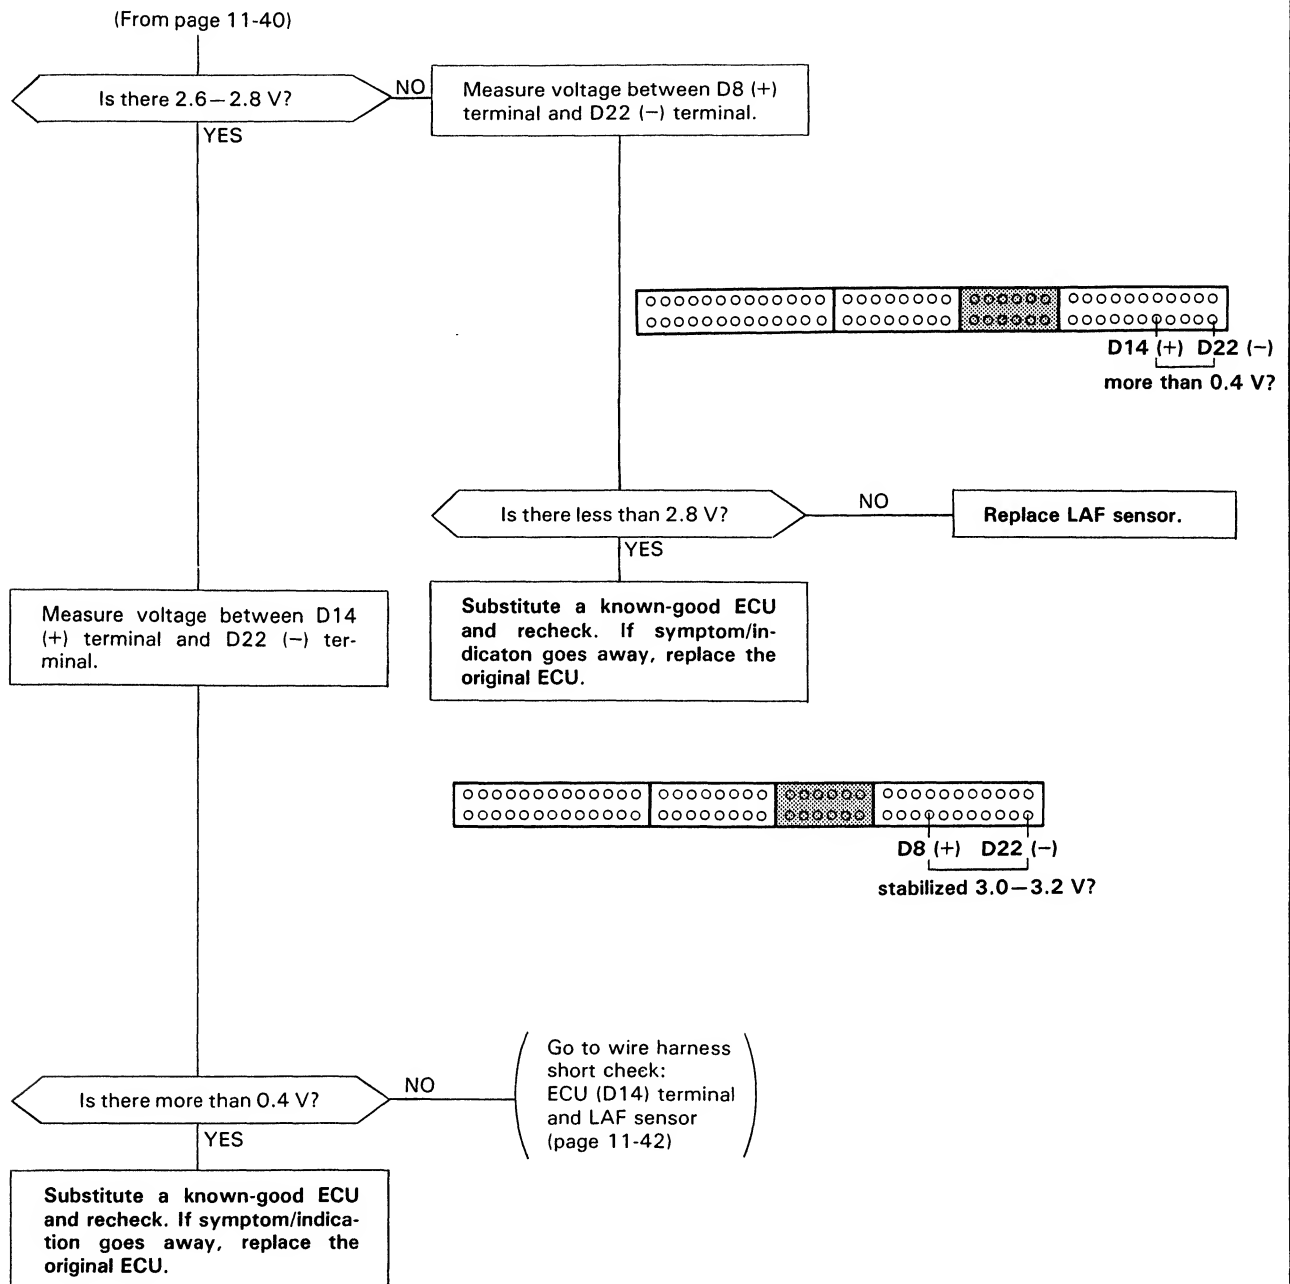 (From page 11-40)
Is there 2.6—2.8 V?
NO
YES
Measure voltage between D8 (+)
terminal and D22 (−) terminal.
D14 (+) D22 (−)
more than 0.4 V?
Is there less than 2.8 V?
NO
Replace LAF sensor.
YES
Substitute a known-good ECU
and recheck. If symptom/in-
dicaton goes away, replace the
original ECU.
Measure voltage between D14
(+) terminal and D22 (−) ter-
minal.
D8 (+) D22 (−)
stabilized 3.0—3.2 V?
Is there more than 0.4 V?
NO
Go to wire harness
short check:
ECU (D14) terminal
and LAF sensor
(page 11-42)
YES
Substitute a known-good ECU
and recheck. If symptom/indica-
tion goes away, replace the
original ECU.